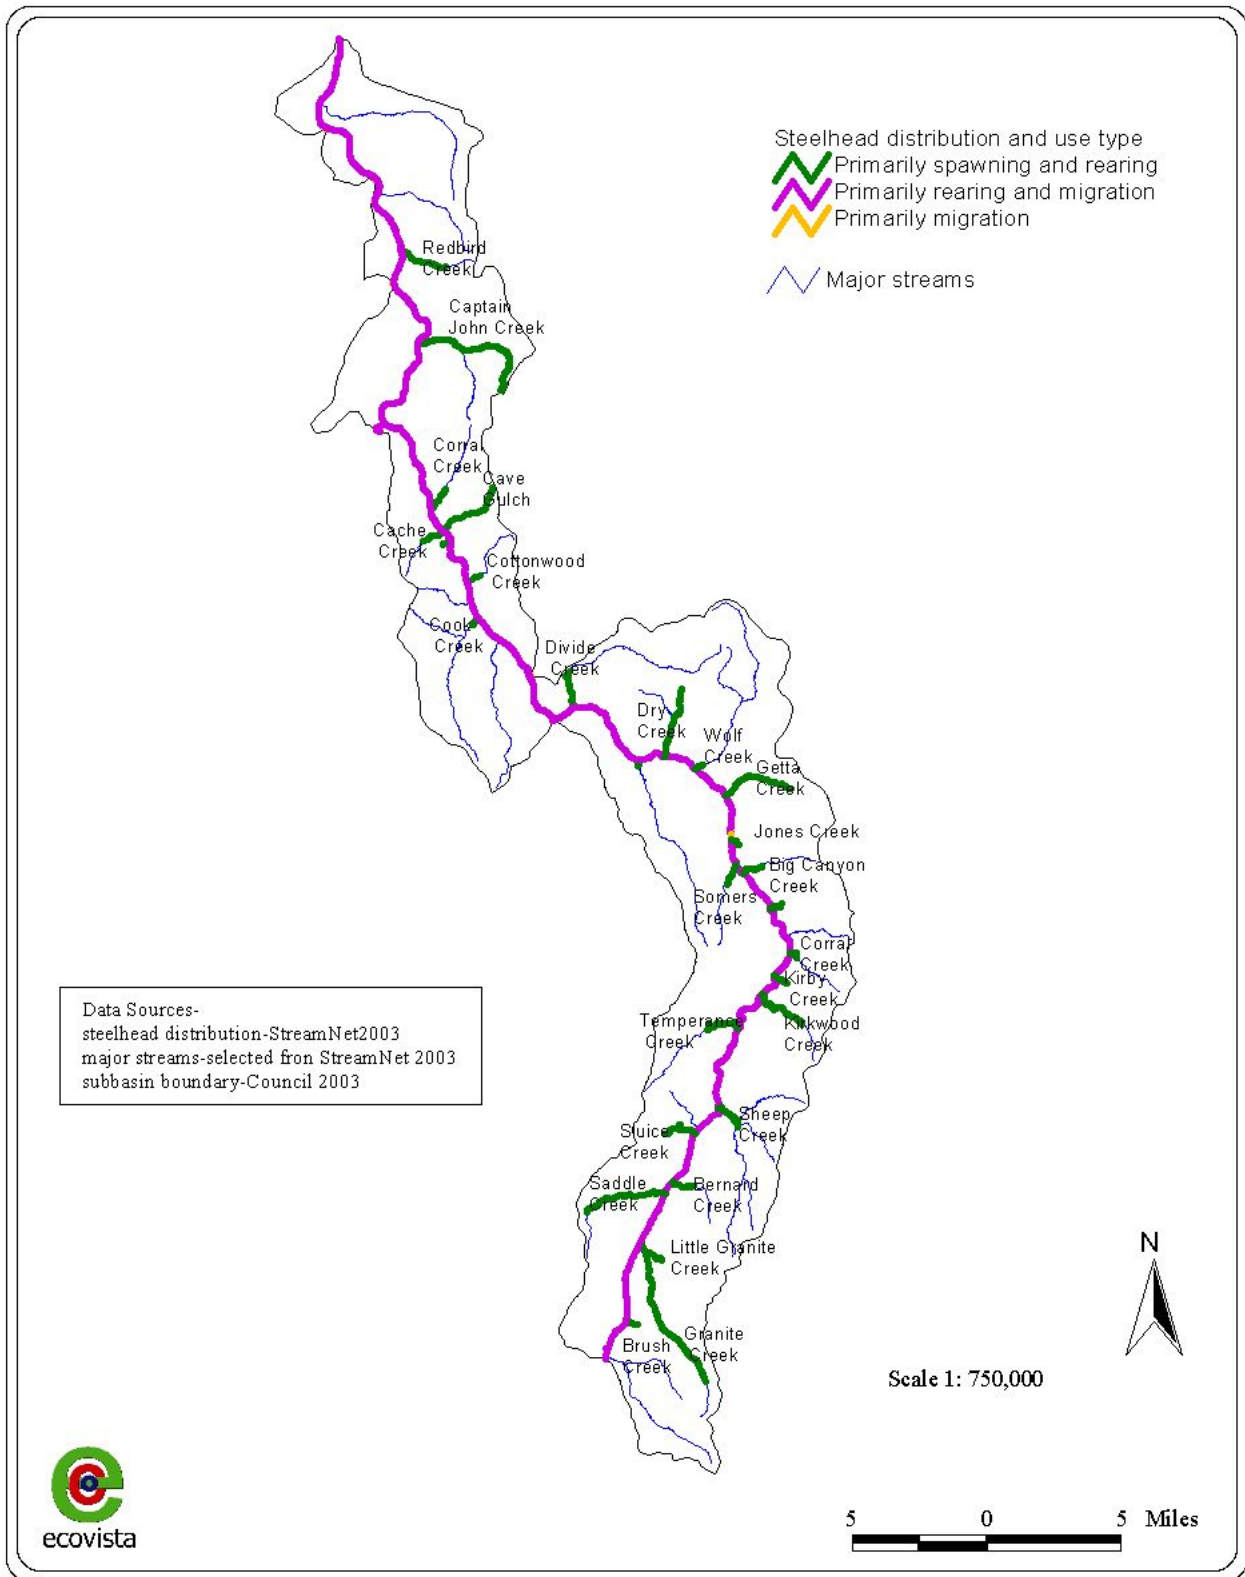 Steelhead distribution and use type
Primarily spawning and rearing
Primarily rearing and migration
Primarily migration
Major streams
Redbird
Creek
Captain
John Creek
Corral
Creek
Cave
Gulch
Cache
Creek
Cottonwood
Creek
Cook
Creek
Divide
Creek
Dry
Creek
Wolf
Creek
Getta
Creek
Jones Creek
Big Canyon
Creek
Somers
Creek
Corral
Creek
Kirby
Creek
Kirkwood
Creek
Temperance
Creek
Data Sources-
steelhead distribution-StreamNet2003
major streams-selected fron StreamNet 2003
subbasin boundary-Council 2003
Sheep
Creek
Sluice
Creek
Saddle
Creek
Bernard
Creek
Little Granite
Creek
Granite
Creek
Brush
Creek
N
Scale 1: 750,000
5 0 5 Miles
ecovista